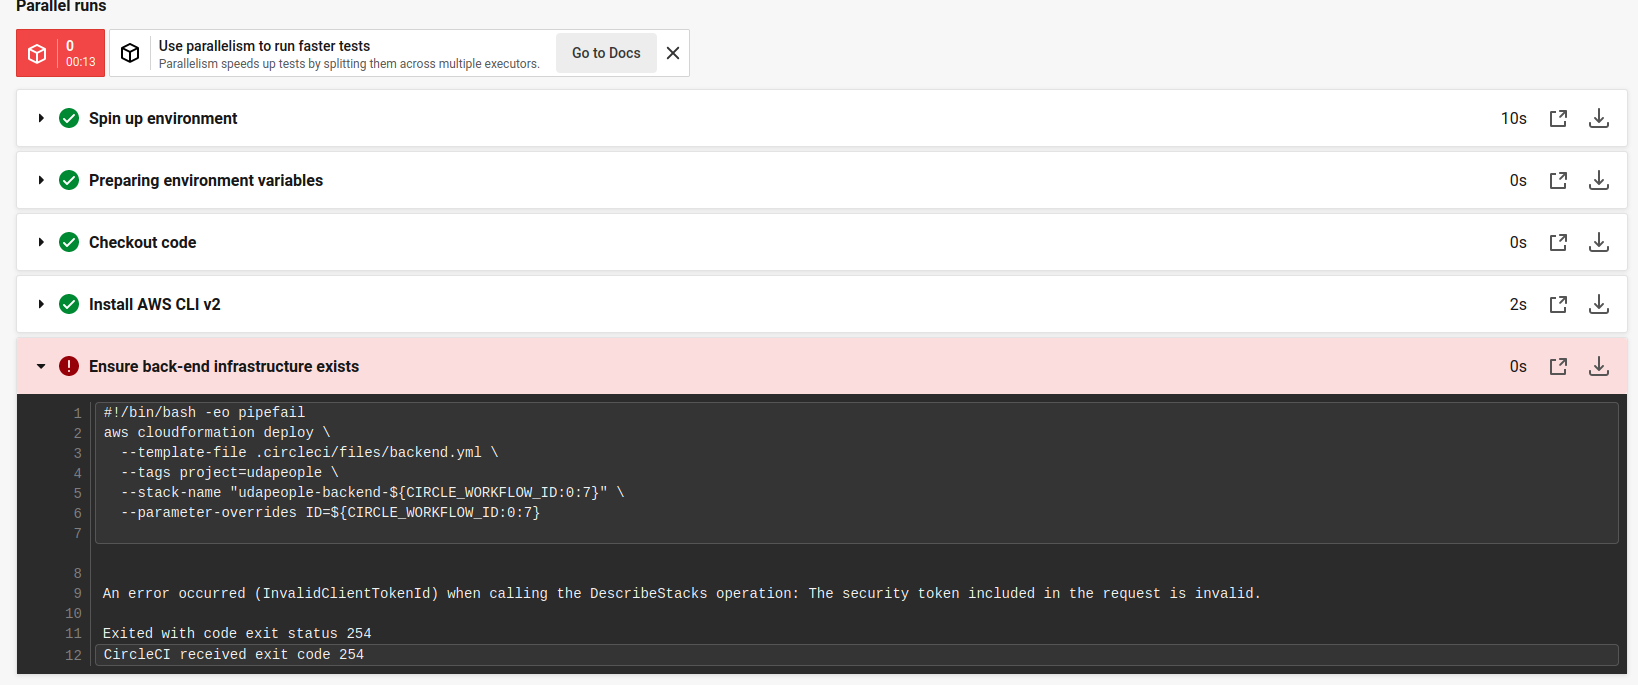 Parallel runs
0
00:13
Use parallelism to run faster tests
Parallelism speeds up tests by splitting them across multiple executors.
Go to Docs
Spin up environment 10s
Preparing environment variables 0s
Checkout code 0s
Install AWS CLI v2 2s
Ensure back-end infrastructure exists 0s
1 #!/bin/bash -eo pipefail
2 aws cloudformation deploy \
3   --template-file .circleci/files/backend.yml \
4   --tags project=udapeople \
5   --stack-name "udapeople-backend-${CIRCLE_WORKFLOW_ID:0:7}" \
6   --parameter-overrides ID=${CIRCLE_WORKFLOW_ID:0:7}
7
8
9 An error occurred (InvalidClientTokenId) when calling the DescribeStacks operation: The security token included in the request is invalid.
10
11 Exited with code exit status 254
12 CircleCI received exit code 254